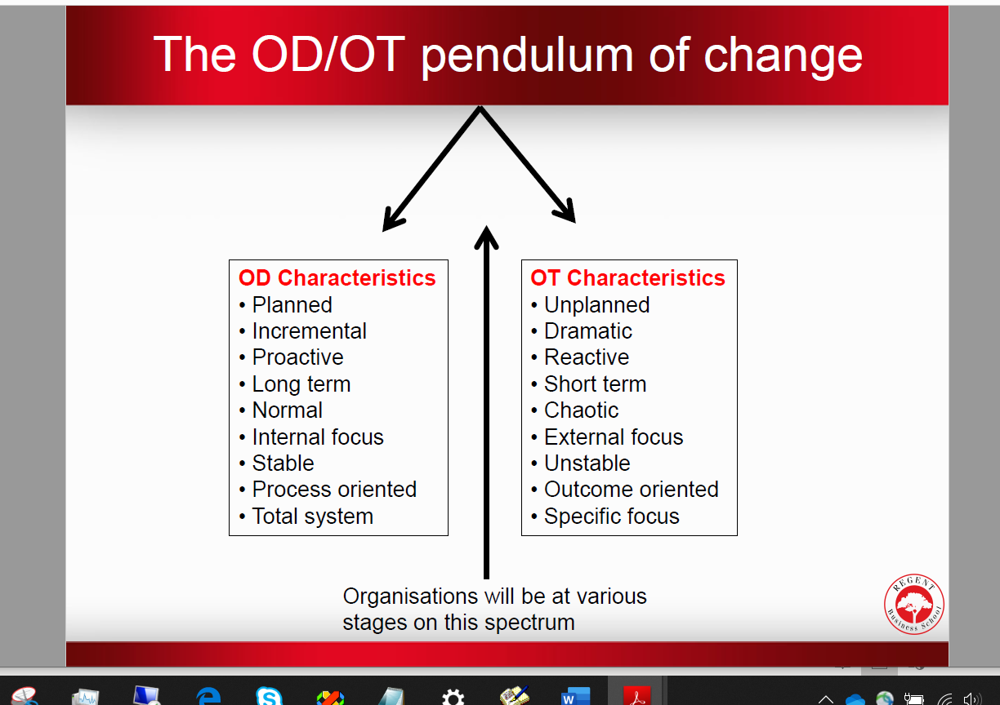 The OD/OT pendulum of change
OD Characteristics
• Planned
• Incremental
• Proactive
• Long term
• Normal
• Internal focus
• Stable
• Process oriented
• Total system
OT Characteristics
• Unplanned
• Dramatic
• Reactive
• Short term
• Chaotic
• External focus
• Unstable
• Outcome oriented
• Specific focus
Organisations will be at various
stages on this spectrum
REGENT
Business School